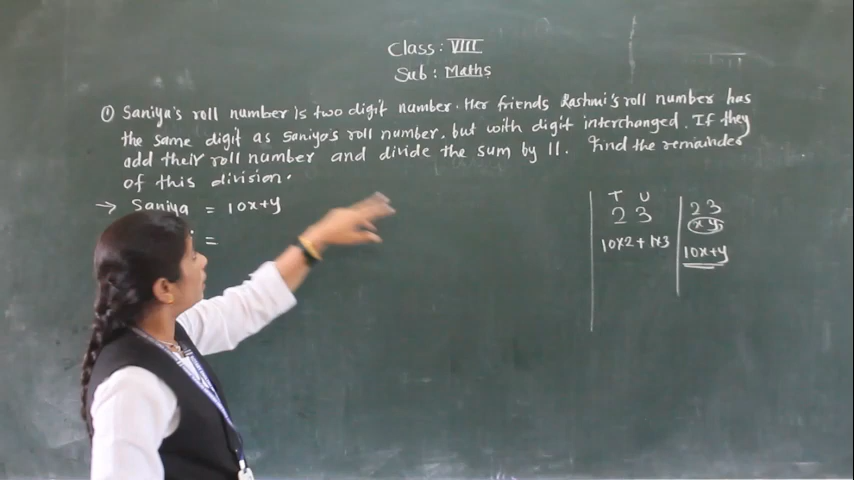 Class: VIII
Sub: Maths
① Saniya's roll number is two digit number. Her friends Rashmi's roll number has
the same digit as Saniya's roll number, but with digit interchanged. If they
add their roll number and divide the sum by 11. Find the remainder
of this division.
→ Saniya = 10x+y
=
T U
2 3
10×2+1×3
2 3
x y
10x+y